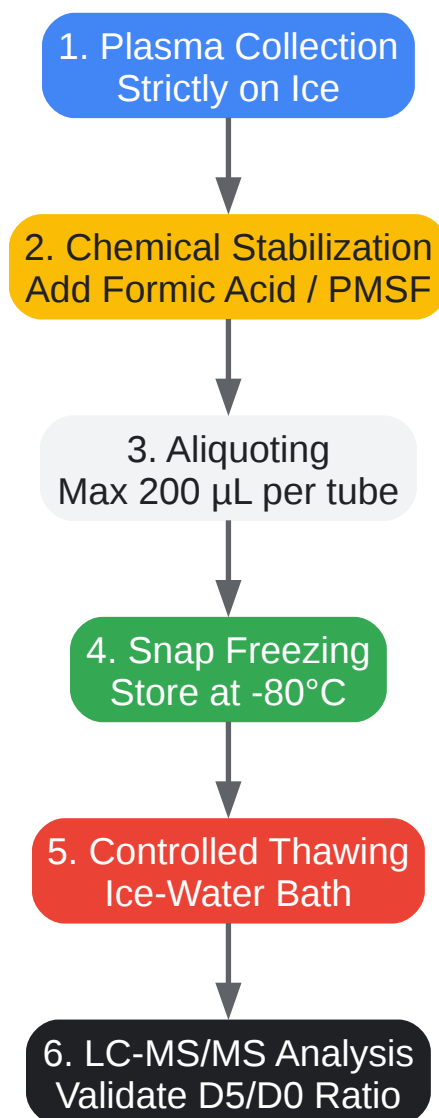 1. Plasma Collection
Strictly on Ice
2. Chemical Stabilization
Add Formic Acid / PMSF
3. Aliquoting
Max 200 µL per tube
4. Snap Freezing
Store at -80°C
5. Controlled Thawing
Ice-Water Bath
6. LC-MS/MS Analysis
Validate D5/D0 Ratio